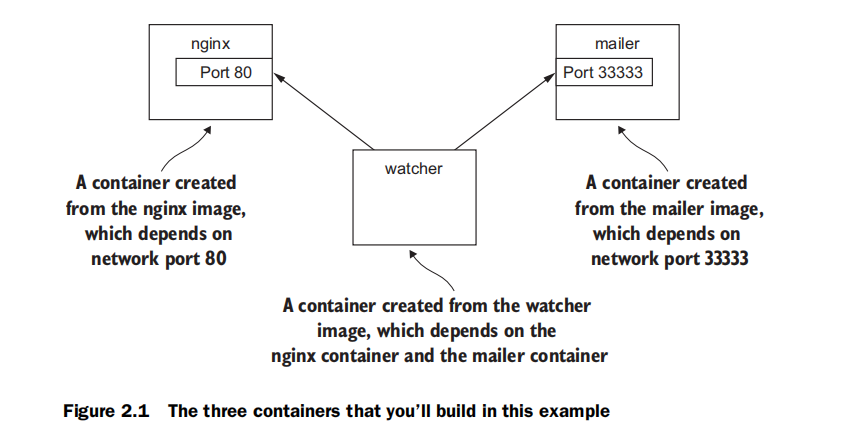 nginx
Port 80
mailer
Port 33333
watcher
A container created
from the nginx image,
which depends on
network port 80
A container created
from the mailer image,
which depends on
network port 33333
A container created from the watcher
image, which depends on the
nginx container and the mailer container
Figure 2.1 The three containers that you'll build in this example